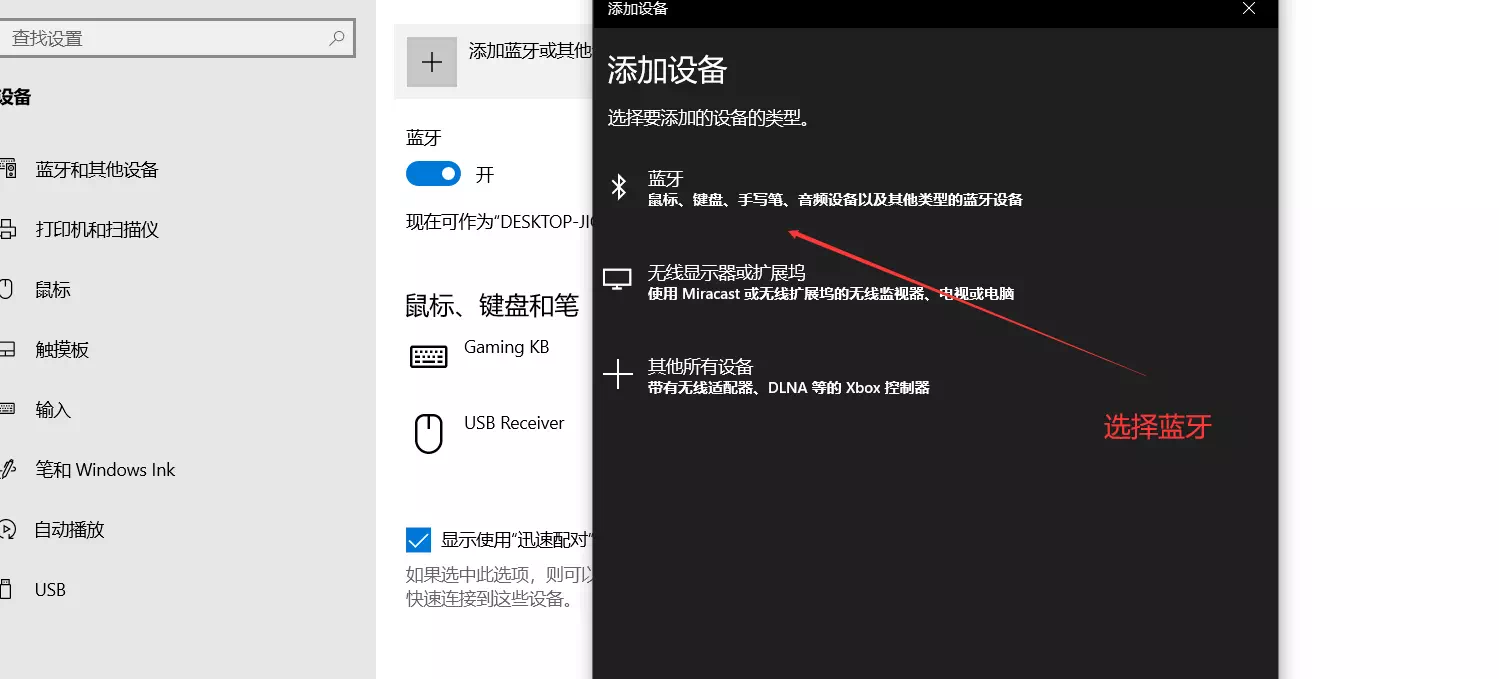 查找设置
设备
蓝牙和其他设备
打印机和扫描仪
鼠标
触摸板
输入
笔和 Windows Ink
自动播放
USB
添加蓝牙或其他
蓝牙
开
现在可作为“DESKTOP-JI
鼠标、键盘和笔
Gaming KB
USB Receiver
显示使用“迅速配对”
如果选中此选项，则可以
快速连接到这些设备。
添加设备
添加设备
选择要添加的设备的类型。
蓝牙
鼠标、键盘、手写笔、音频设备以及其他类型的蓝牙设备
无线显示器或扩展坞
使用 Miracast 或无线扩展坞的无线监视器、电视或电脑
其他所有设备
带有无线适配器、DLNA 等的 Xbox 控制器
选择蓝牙